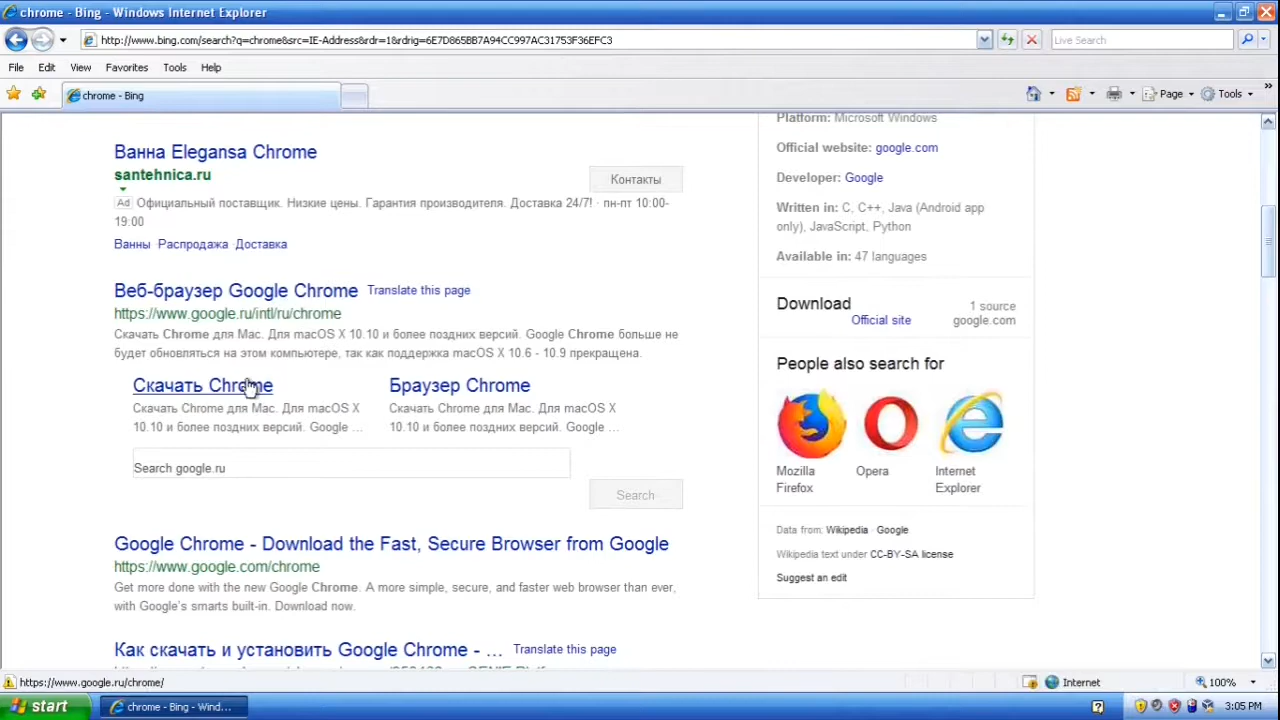 chrome - Bing - Windows Internet Explorer
http://www.bing.com/search?q=chrome&src=IE-Address&rdr=1&rdrig=6E7D865BB7A94CC997AC31753F36EFC3
Live Search
File Edit View Favorites Tools Help
chrome - Bing
Page Tools
Ванна Elegansa Chrome
santehnica.ru
Контакты
Ad Официальный поставщик. Низкие цены. Гарантия производителя. Доставка 24/7! · пн-пт 10:00-
19:00
Ванны Распродажа Доставка
Веб-браузер Google Chrome Translate this page
https://www.google.ru/intl/ru/chrome
Скачать Chrome для Mac. Для macOS X 10.10 и более поздних версий. Google Chrome больше не
будет обновляться на этом компьютере, так как поддержка macOS X 10.6 - 10.9 прекращена.
Скачать Chrome
Скачать Chrome для Mac. Для macOS X
10.10 и более поздних версий. Google ...
Браузер Chrome
Скачать Chrome для Mac. Для macOS X
10.10 и более поздних версий. Google ...
Search google.ru
Search
Google Chrome - Download the Fast, Secure Browser from Google
https://www.google.com/chrome
Get more done with the new Google Chrome. A more simple, secure, and faster web browser than ever,
with Google's smarts built-in. Download now.
Как скачать и установить Google Chrome - ... Translate this page
Platform: Microsoft Windows
Official website: google.com
Developer: Google
Written in: C, C++, Java (Android app
only), JavaScript, Python
Available in: 47 languages
Download
Official site
1 source
google.com
People also search for
Mozilla
Firefox
Opera
Internet
Explorer
Data from: Wikipedia · Google
Wikipedia text under CC-BY-SA license
Suggest an edit
https://www.google.ru/chrome/
Internet
100%
start
chrome - Bing - Wind...
3:05 PM